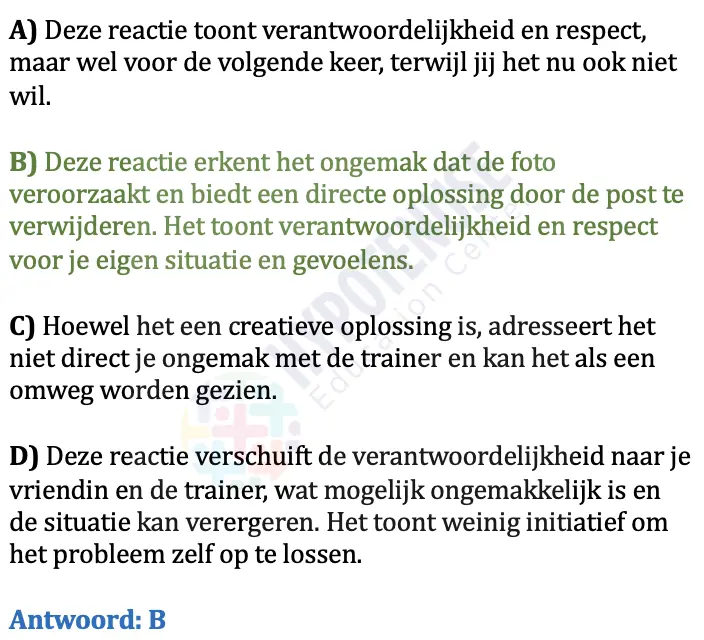 A) Deze reactie toont verantwoordelijkheid en respect,
maar wel voor de volgende keer, terwijl jij het nu ook niet
wil.
B) Deze reactie erkent het ongemak dat de foto
veroorzaakt en biedt een directe oplossing door de post te
verwijderen. Het toont verantwoordelijkheid en respect
voor je eigen situatie en gevoelens.
C) Hoewel het een creatieve oplossing is, adresseert het
niet direct je ongemak met de trainer en kan het als een
omweg worden gezien.
D) Deze reactie verschuift de verantwoordelijkheid naar je
vriendin en de trainer, wat mogelijk ongemakkelijk is en
de situatie kan verergeren. Het toont weinig initiatief om
het probleem zelf op te lossen.
Antwoord: B
HYPOTENUSE
Education Center